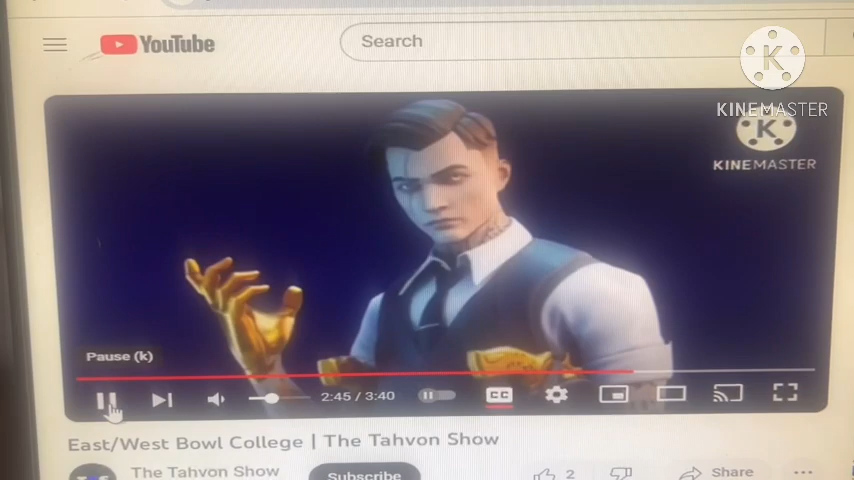 YouTube
Search
K
KINEMASTER
K
KINEMASTER
Pause (k)
2:45 / 3:40
CC
East/West Bowl College | The Tahvon Show
The Tahvon Show
Subscribe
2
Share